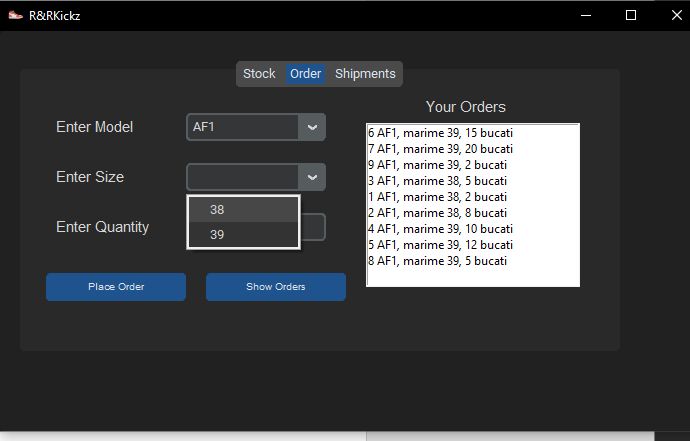 R&RKickz
Stock Order Shipments
Enter Model
AF1
Enter Size
38
39
Enter Quantity
Place Order
Show Orders
Your Orders
6 AF1, marime 39, 15 bucati
7 AF1, marime 39, 20 bucati
9 AF1, marime 39, 2 bucati
3 AF1, marime 38, 5 bucati
1 AF1, marime 38, 2 bucati
2 AF1, marime 38, 8 bucati
4 AF1, marime 39, 10 bucati
5 AF1, marime 39, 12 bucati
8 AF1, marime 39, 5 bucati